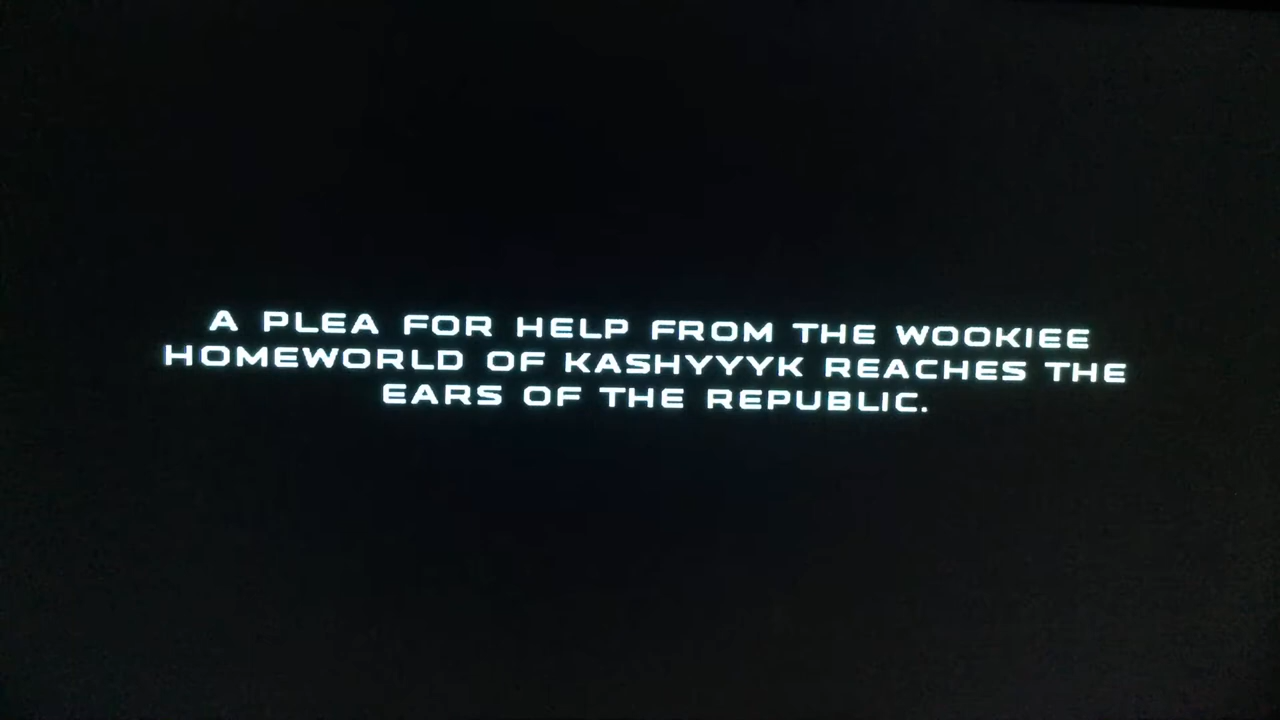 A PLEA FOR HELP FROM THE WOOKIEE
HOMEWORLD OF KASHYYYK REACHES THE
EARS OF THE REPUBLIC.